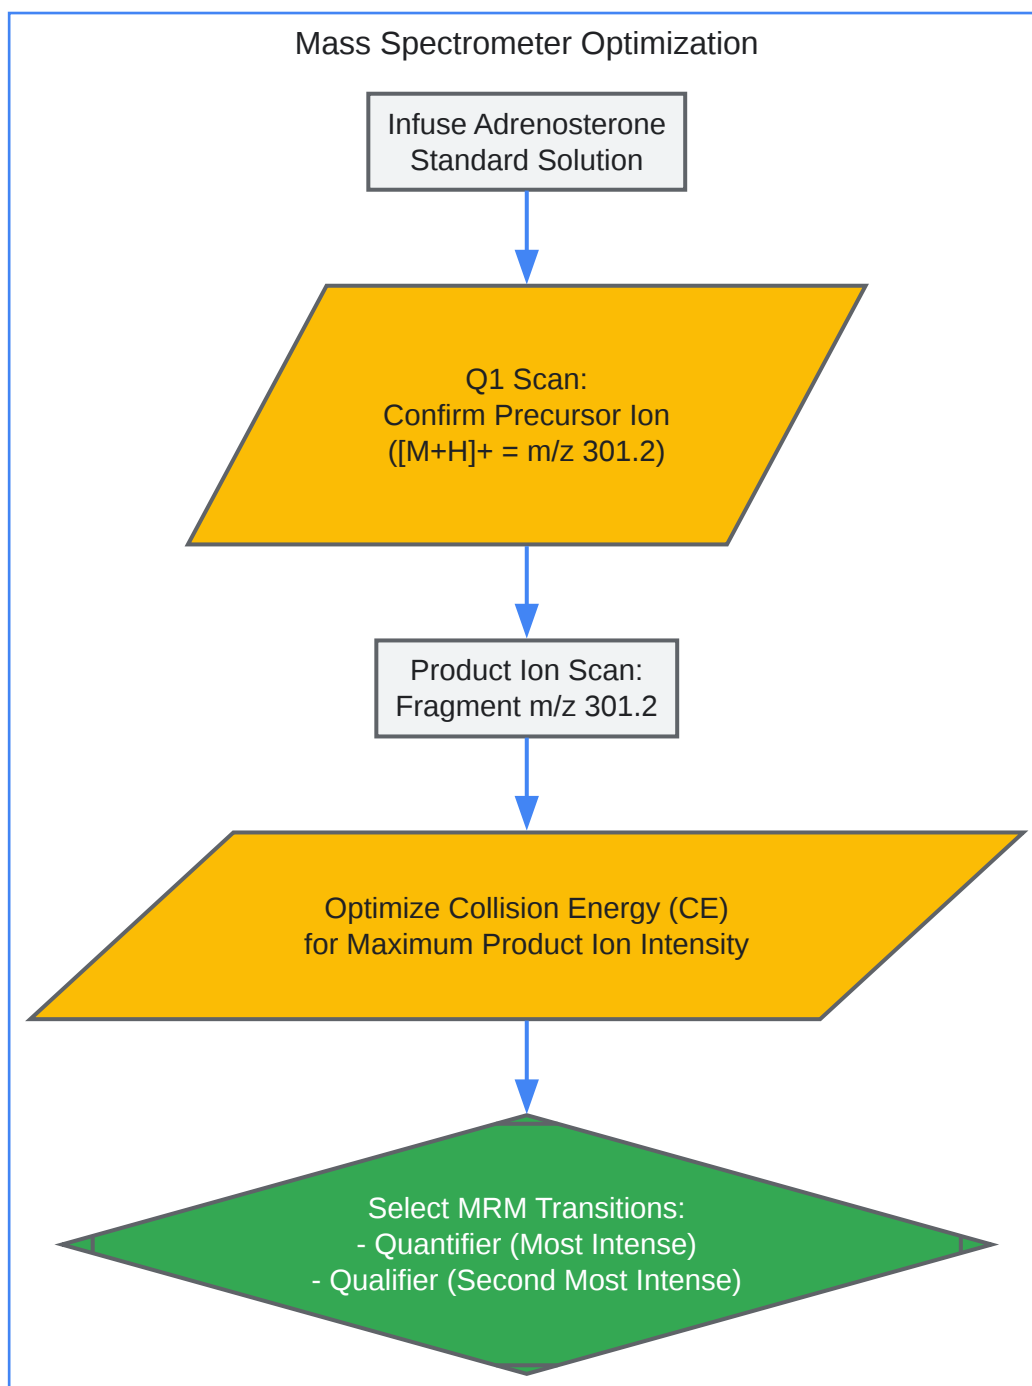 Mass Spectrometer Optimization
Infuse Adrenosterone
Standard Solution
Q1 Scan:
Confirm Precursor Ion
([M+H]+ = m/z 301.2)
Product Ion Scan:
Fragment m/z 301.2
Optimize Collision Energy (CE)
for Maximum Product Ion Intensity
Select MRM Transitions:
- Quantifier (Most Intense)
- Qualifier (Second Most Intense)